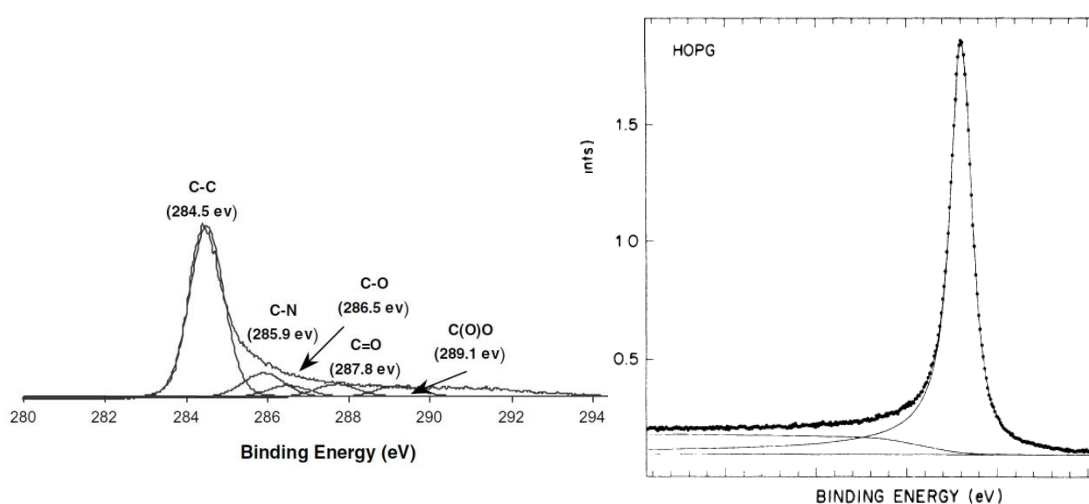 C-C
(284.5 ev)
C-N
(285.9 ev)
C-O
(286.5 ev)
C=O
(287.8 ev)
C(O)O
(289.1 ev)
280
284
286
288
290
292
294
Binding Energy (eV)
HOPG
1.5
1.0
0.5
BINDING ENERGY (eV)